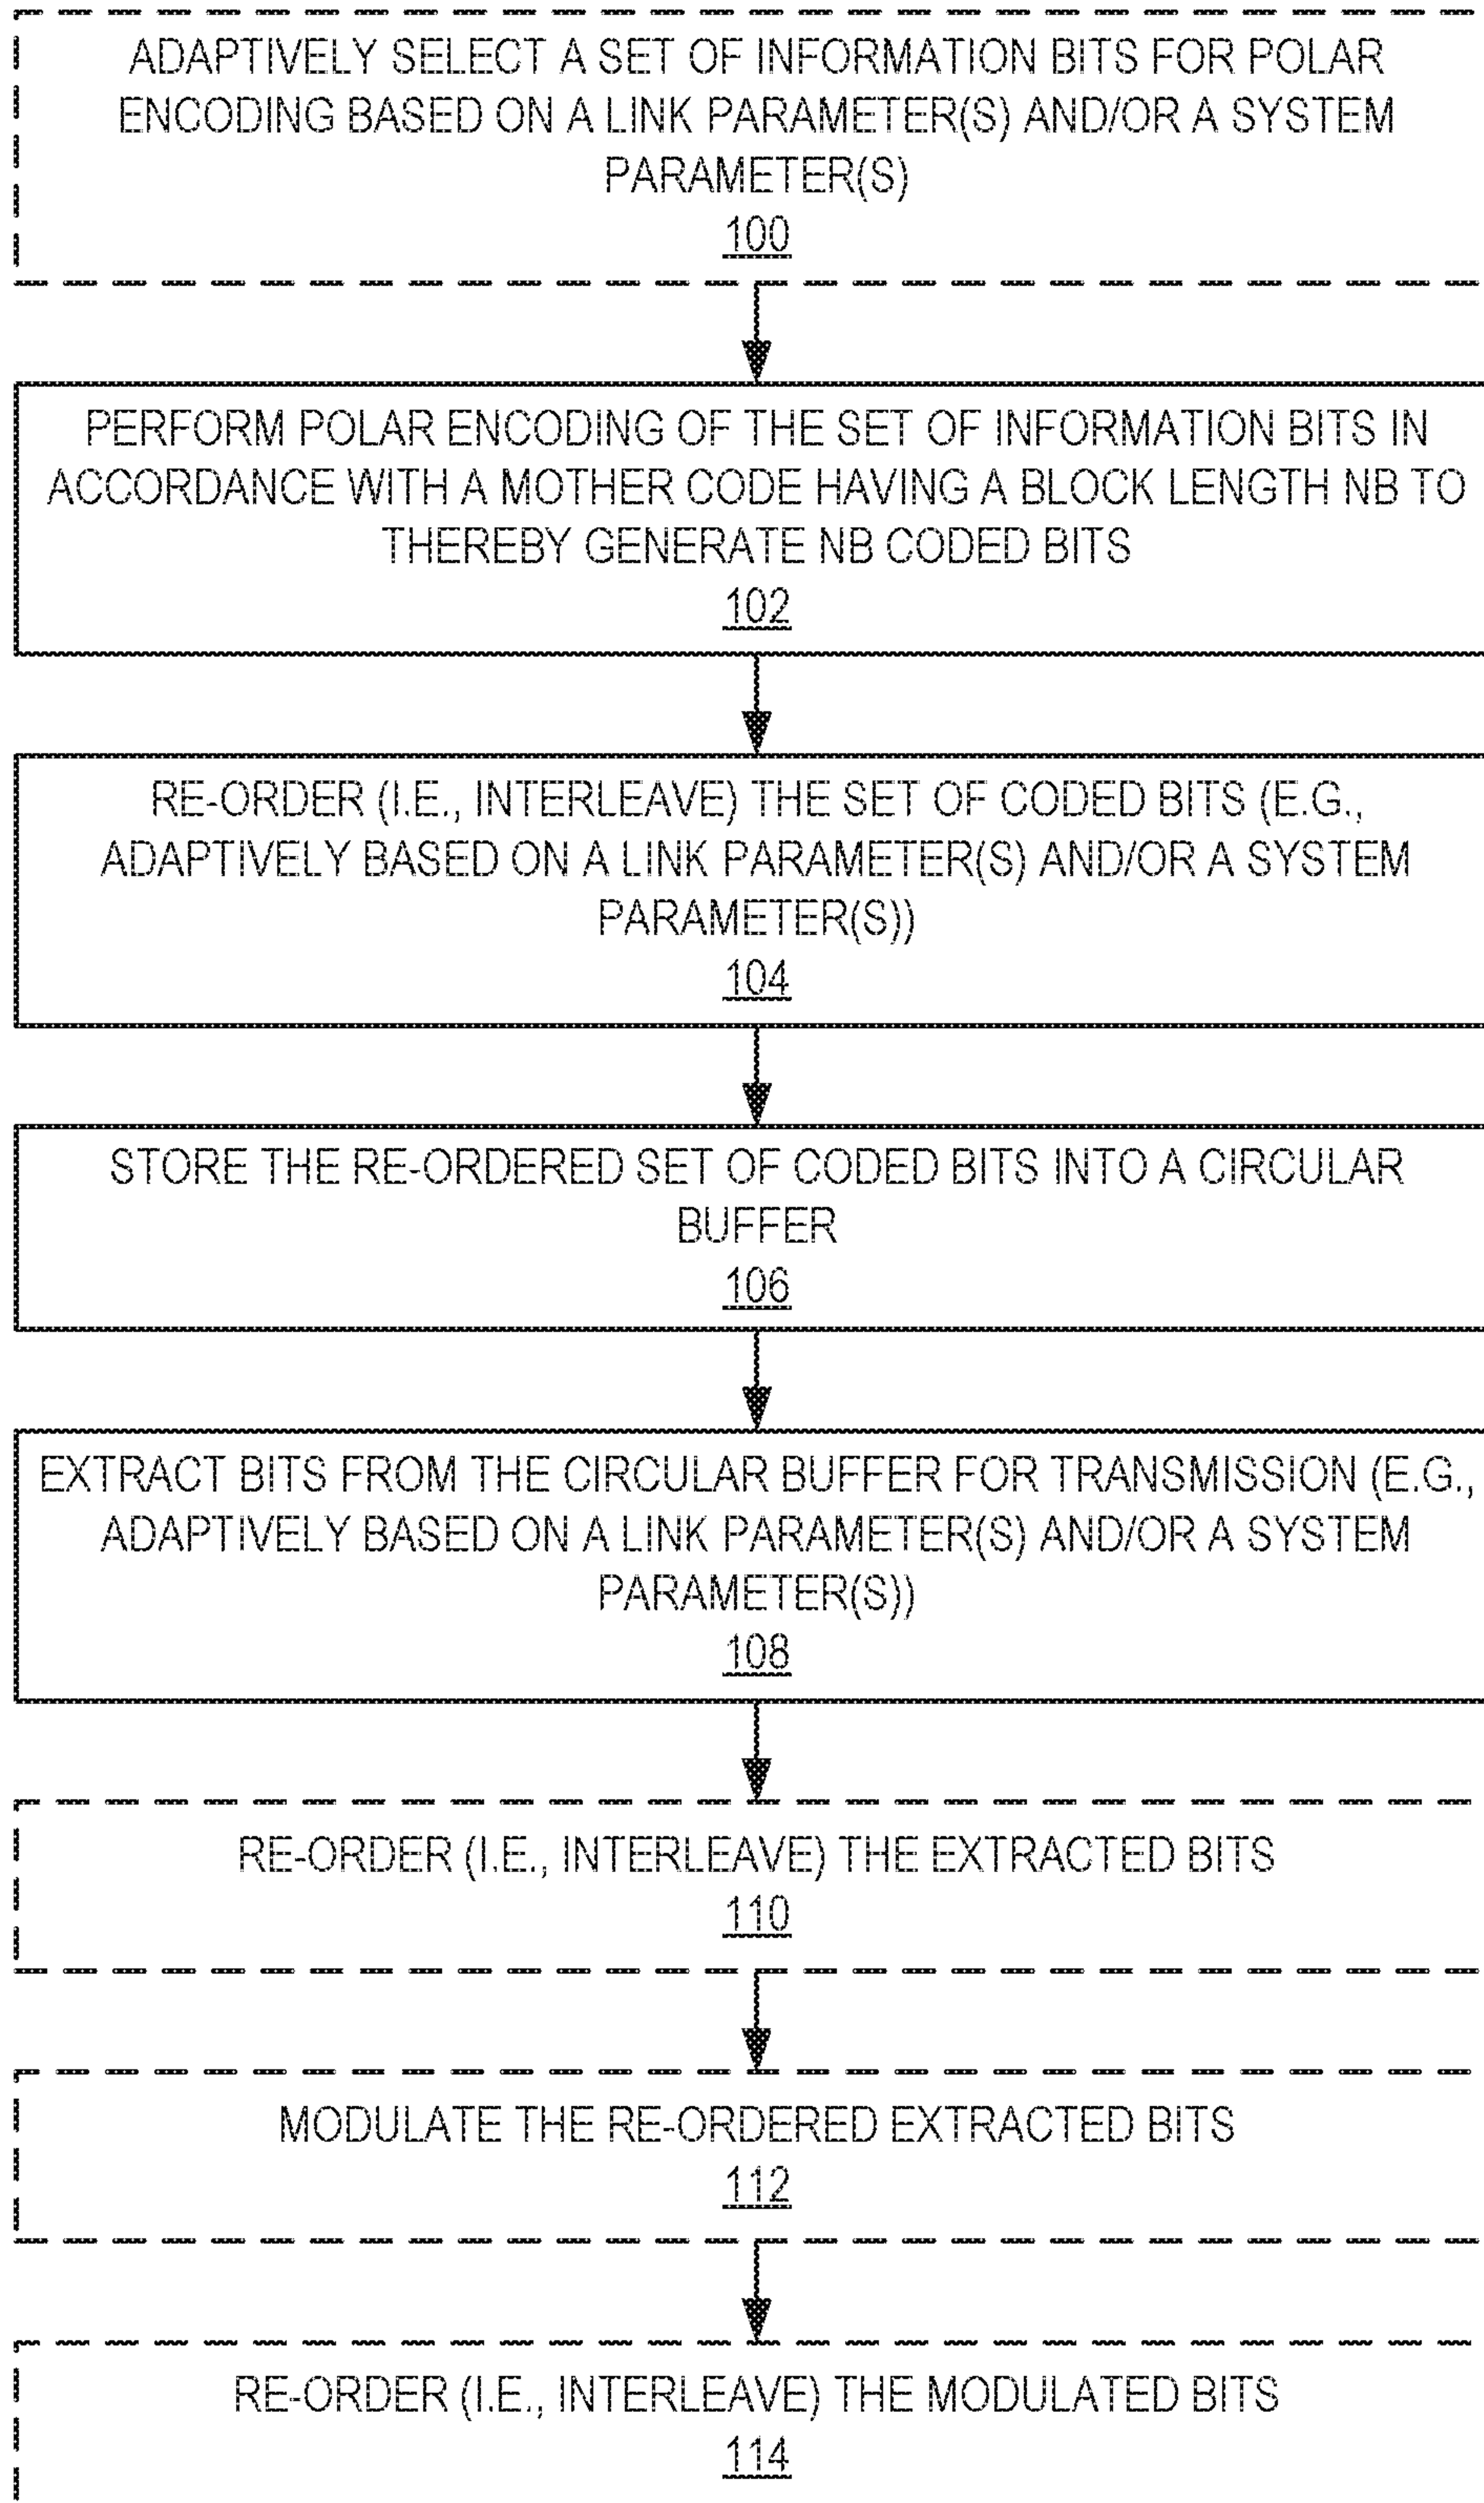 ADAPTIVELY SELECT A SET OF INFORMATION BITS FOR POLAR
ENCODING BASED ON A LINK PARAMETER(S) AND/OR A SYSTEM
PARAMETER(S)
100
PERFORM POLAR ENCODING OF THE SET OF INFORMATION BITS IN
ACCORDANCE WITH A MOTHER CODE HAVING A BLOCK LENGTH NB TO
THEREBY GENERATE NB CODED BITS
102
RE-ORDER (I.E., INTERLEAVE) THE SET OF CODED BITS (E.G.,
ADAPTIVELY BASED ON A LINK PARAMETER(S) AND/OR A SYSTEM
PARAMETER(S))
104
STORE THE RE-ORDERED SET OF CODED BITS INTO A CIRCULAR
BUFFER
106
EXTRACT BITS FROM THE CIRCULAR BUFFER FOR TRANSMISSION (E.G.,
ADAPTIVELY BASED ON A LINK PARAMETER(S) AND/OR A SYSTEM
PARAMETER(S))
108
RE-ORDER (I.E., INTERLEAVE) THE EXTRACTED BITS
110
MODULATE THE RE-ORDERED EXTRACTED BITS
112
RE-ORDER (I.E., INTERLEAVE) THE MODULATED BITS
114